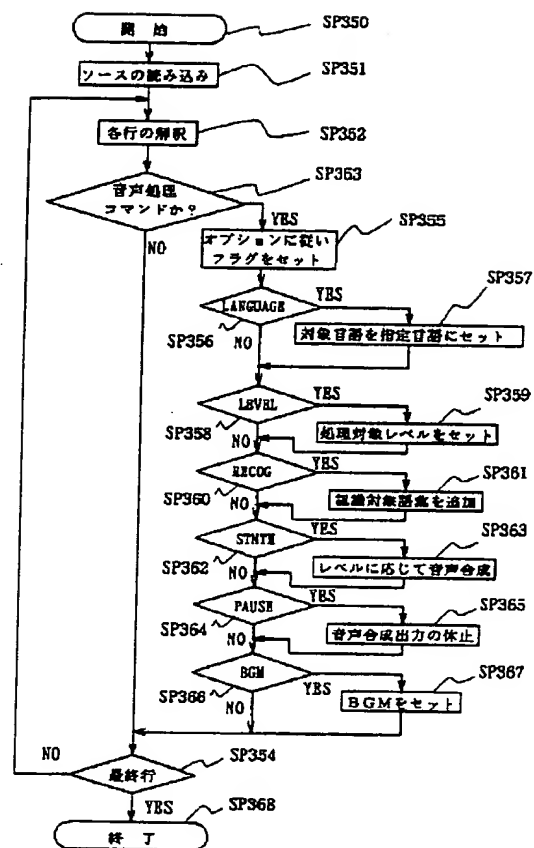 開 始
SP350
ソースの読み込み
SP351
各行の解釈
SP352
音声処理
コマンドか?
SP363
YES
NO
オプションに従い
フラグをセット
SP355
LANGUAGE
YES
SP357
SP356
NO
対象言語を指定言語にセット
LEVEL
YES
SP359
SP358
NO
処理対象レベルをセット
RECOG
YES
SP361
SP360
NO
認識対象語彙を追加
STNTH
YES
SP363
SP362
NO
レベルに応じて音声合成
PAUSE
YES
SP365
SP364
NO
音声合成出力の休止
BGM
YES
SP367
SP366
NO
BGMをセット
NO
最終行
SP354
YES
SP368
終 了